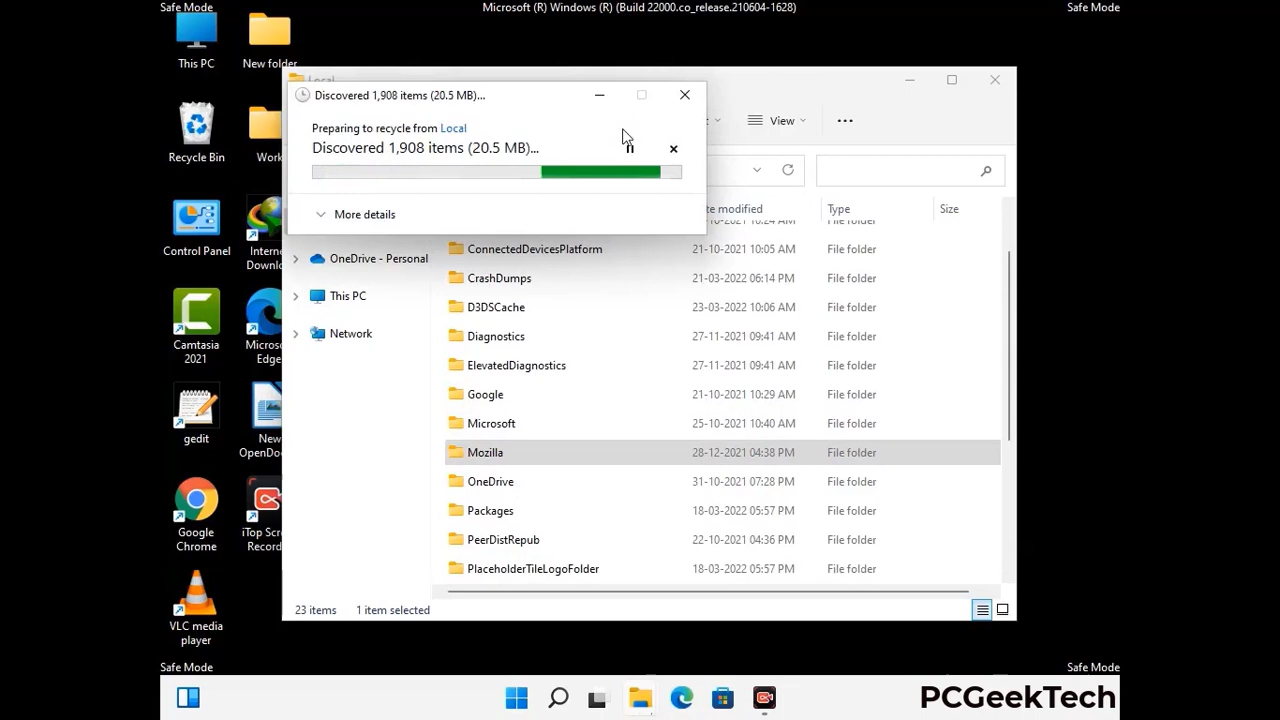 Safe Mode
Microsoft (R) Windows (R) (Build 22000.co_release.210604-1628)
Safe Mode
This PC
New folder
Recycle Bin
Work
Control Panel
Intern
Downlo
Camtasia
2021
Micros
Edge
gedit
New
OpenDoc
Google
Chrome
iTop Scr
Record
VLC media
player
Local
Discovered 1,908 items (20.5 MB)...
Preparing to recycle from Local
Discovered 1,908 items (20.5 MB)...
More details
View
te modified
Type
Size
File folder
OneDrive - Personal
This PC
Network
ConnectedDevicesPlatform 21-10-2021 10:05 AM File folder
CrashDumps 21-03-2022 06:14 PM File folder
D3DSCache 23-03-2022 10:06 AM File folder
Diagnostics 27-11-2021 09:41 AM File folder
ElevatedDiagnostics 27-11-2021 09:41 AM File folder
Google 21-10-2021 10:29 AM File folder
Microsoft 25-10-2021 10:40 AM File folder
Mozilla 28-12-2021 04:38 PM File folder
OneDrive 31-10-2021 07:28 PM File folder
Packages 18-03-2022 05:57 PM File folder
PeerDistRepub 22-10-2021 04:36 PM File folder
PlaceholderTileLogoFolder 18-03-2022 05:57 PM File folder
23 items 1 item selected
Safe Mode
Safe Mode
PCGeekTech